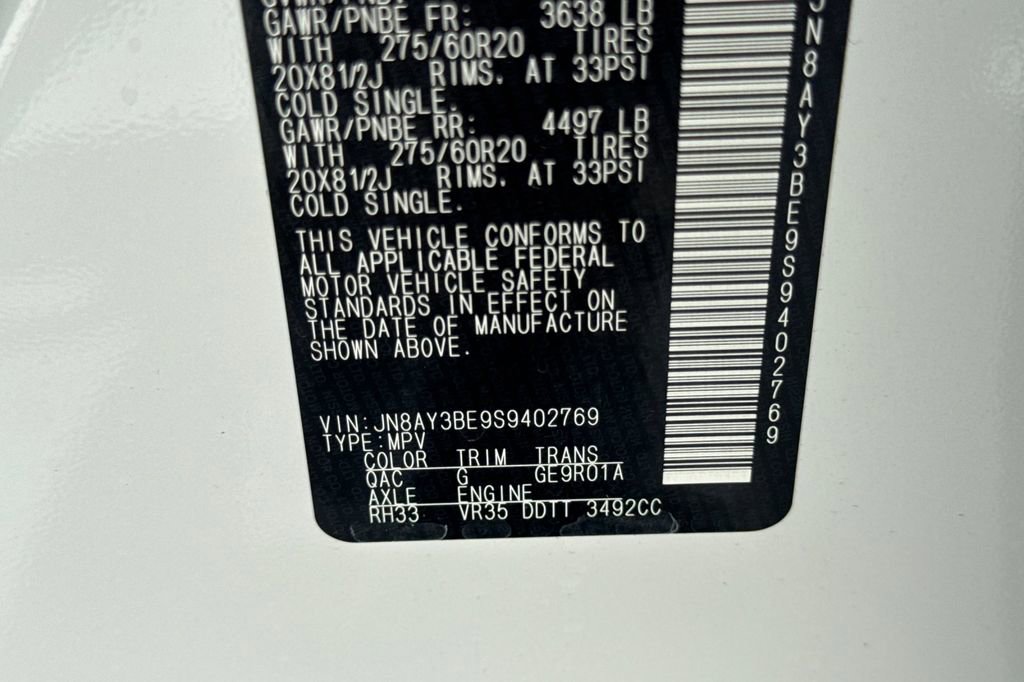 GAWR/PNBE FR: 3638 LB
WITH 275/60R20 TIRES
20X81/2J RIMS. AT 33PSI
COLD SINGLE.
GAWR/PNBE RR: 4497 LB
WITH 275/60R20 TIRES
20X81/2J RIMS. AT 33PSI
COLD SINGLE.
THIS VEHICLE CONFORMS TO
ALL APPLICABLE FEDERAL
MOTOR VEHICLE SAFETY
STANDARDS IN EFFECT ON
THE DATE OF MANUFACTURE
SHOWN ABOVE.
VIN:JN8AY3BE9S9402769
TYPE:MPV
COLOR TRIM TRANS
QAC G GE9R01A
AXLE ENGINE
RH33 VR35 DDTT 3492CC
JN8AY3BE9S9402769